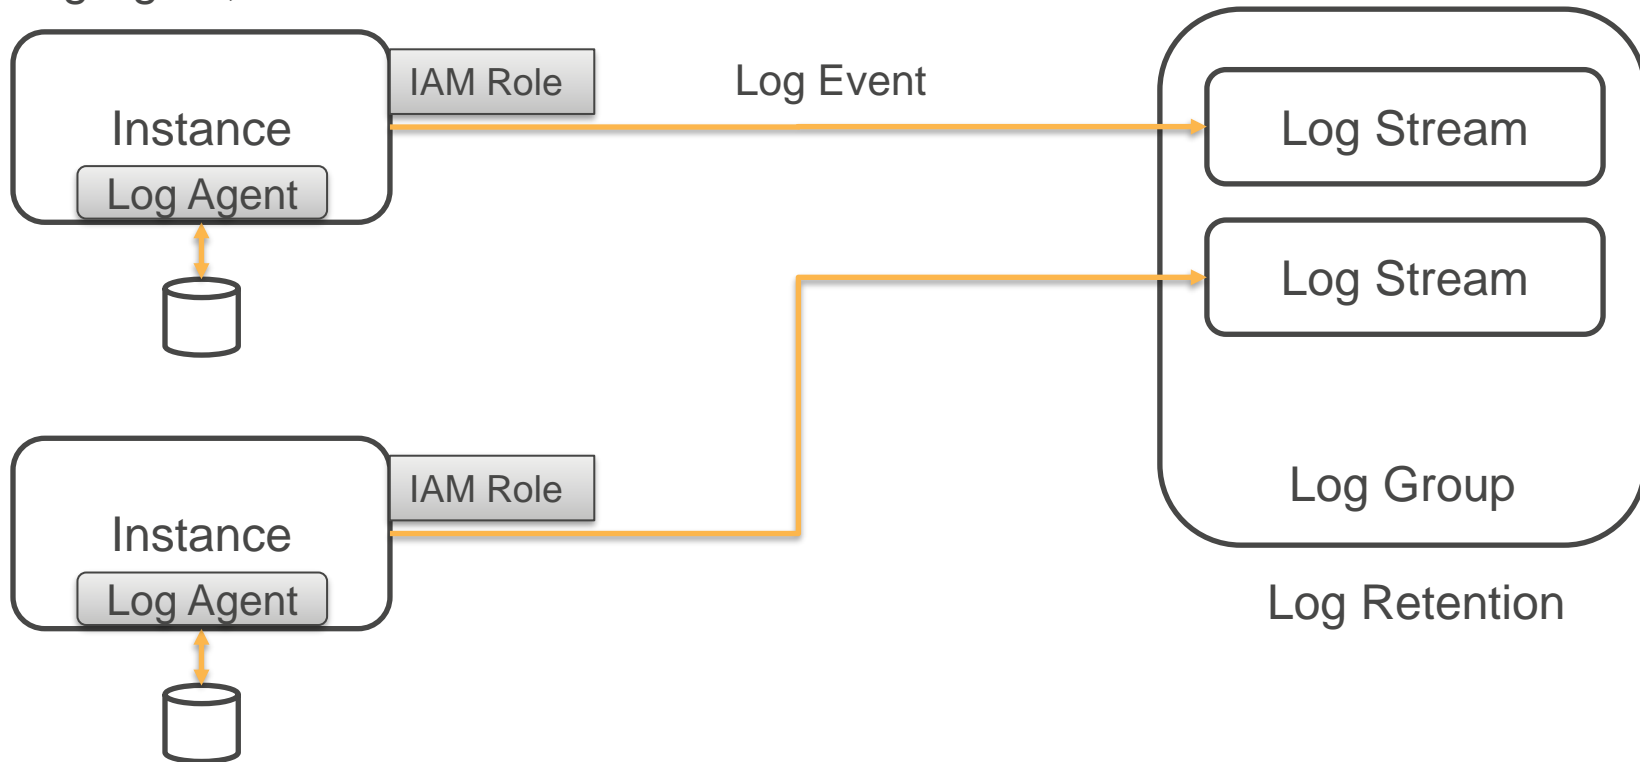 IAM Role
Log Event
Instance
Log Agent
Log Stream
Log Stream
IAM Role
Instance
Log Agent
Log Group
Log Retention